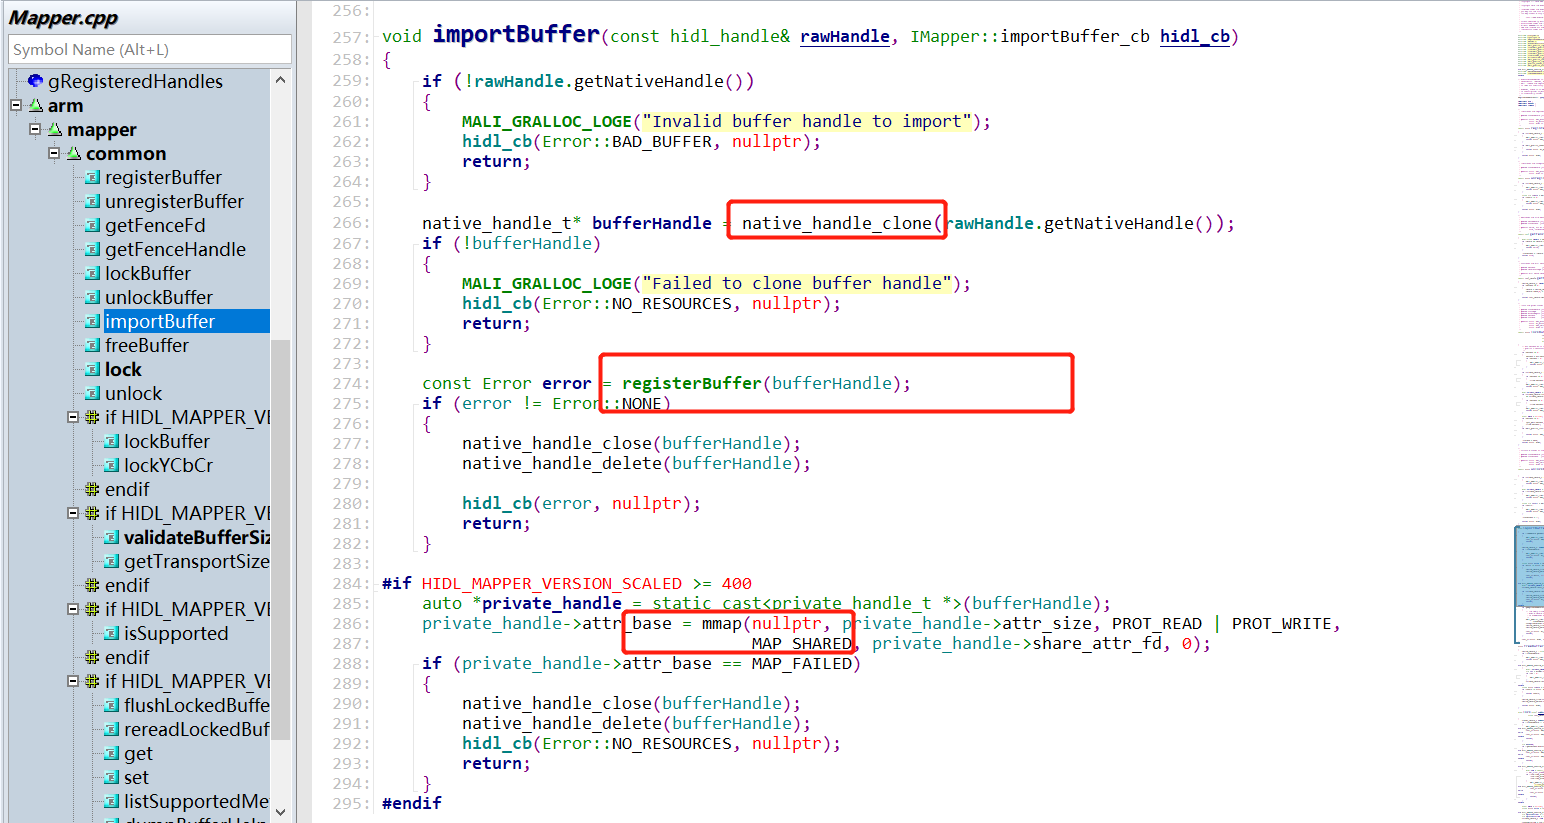 Mapper.cpp
Symbol Name (Alt+L)
gRegisteredHandles
arm
mapper
common
registerBuffer
unregisterBuffer
getFenceFd
getFenceHandle
lockBuffer
unlockBuffer
importBuffer
freeBuffer
lock
unlock
if HIDL_MAPPER_VE
lockBuffer
lockYCbCr
endif
if HIDL_MAPPER_VE
validateBufferSiz
getTransportSize
endif
if HIDL_MAPPER_VE
isSupported
endif
if HIDL_MAPPER_VE
flushLockedBuffe
rereadLockedBuf
get
set
listSupportedMe
dumpBufferHelp
256:
257: void importBuffer(const hidl_handle& rawHandle, IMapper::importBuffer_cb hidl_cb)
258: {
259: if (!rawHandle.getNativeHandle())
260: {
261: MALI_GRALLOC_LOGE("Invalid buffer handle to import");
262: hidl_cb(Error::BAD_BUFFER, nullptr);
263: return;
264: }
265:
266: native_handle_t* bufferHandle = native_handle_clone(rawHandle.getNativeHandle());
267: if (!bufferHandle)
268: {
269: MALI_GRALLOC_LOGE("Failed to clone buffer handle");
270: hidl_cb(Error::NO_RESOURCES, nullptr);
271: return;
272: }
273:
274: const Error error = registerBuffer(bufferHandle);
275: if (error != Error::NONE)
276: {
277: native_handle_close(bufferHandle);
278: native_handle_delete(bufferHandle);
279:
280: hidl_cb(error, nullptr);
281: return;
282: }
283:
284: #if HIDL_MAPPER_VERSION_SCALED >= 400
285: auto *private_handle = static_cast<private_handle_t *>(bufferHandle);
286: private_handle->attr_base = mmap(nullptr, private_handle->attr_size, PROT_READ | PROT_WRITE,
287: MAP_SHARED, private_handle->share_attr_fd, 0);
288: if (private_handle->attr_base == MAP_FAILED)
289: {
290: native_handle_close(bufferHandle);
291: native_handle_delete(bufferHandle);
292: hidl_cb(Error::NO_RESOURCES, nullptr);
293: return;
294: }
295: #endif